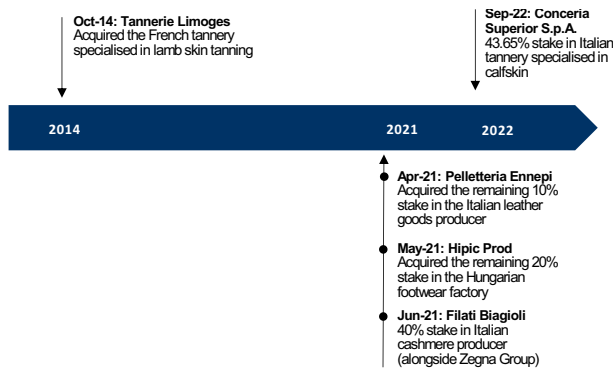 Oct-14: Tannerie Limoges
Acquired the French tannery
specialised in lamb skin tanning
Sep-22: Conceria
Superior S.p.A.
43.65% stake in Italian
tannery specialised in
calfskin
2014
2021
2022
Apr-21: Pelletteria Ennepi
Acquired the remaining 10%
stake in the Italian leather
goods producer
May-21: Hipic Prod
Acquired the remaining 20%
stake in the Hungarian
footwear factory
Jun-21: Filati Biagioli
40% stake in Italian
cashmere producer
(alongside Zegna Group)